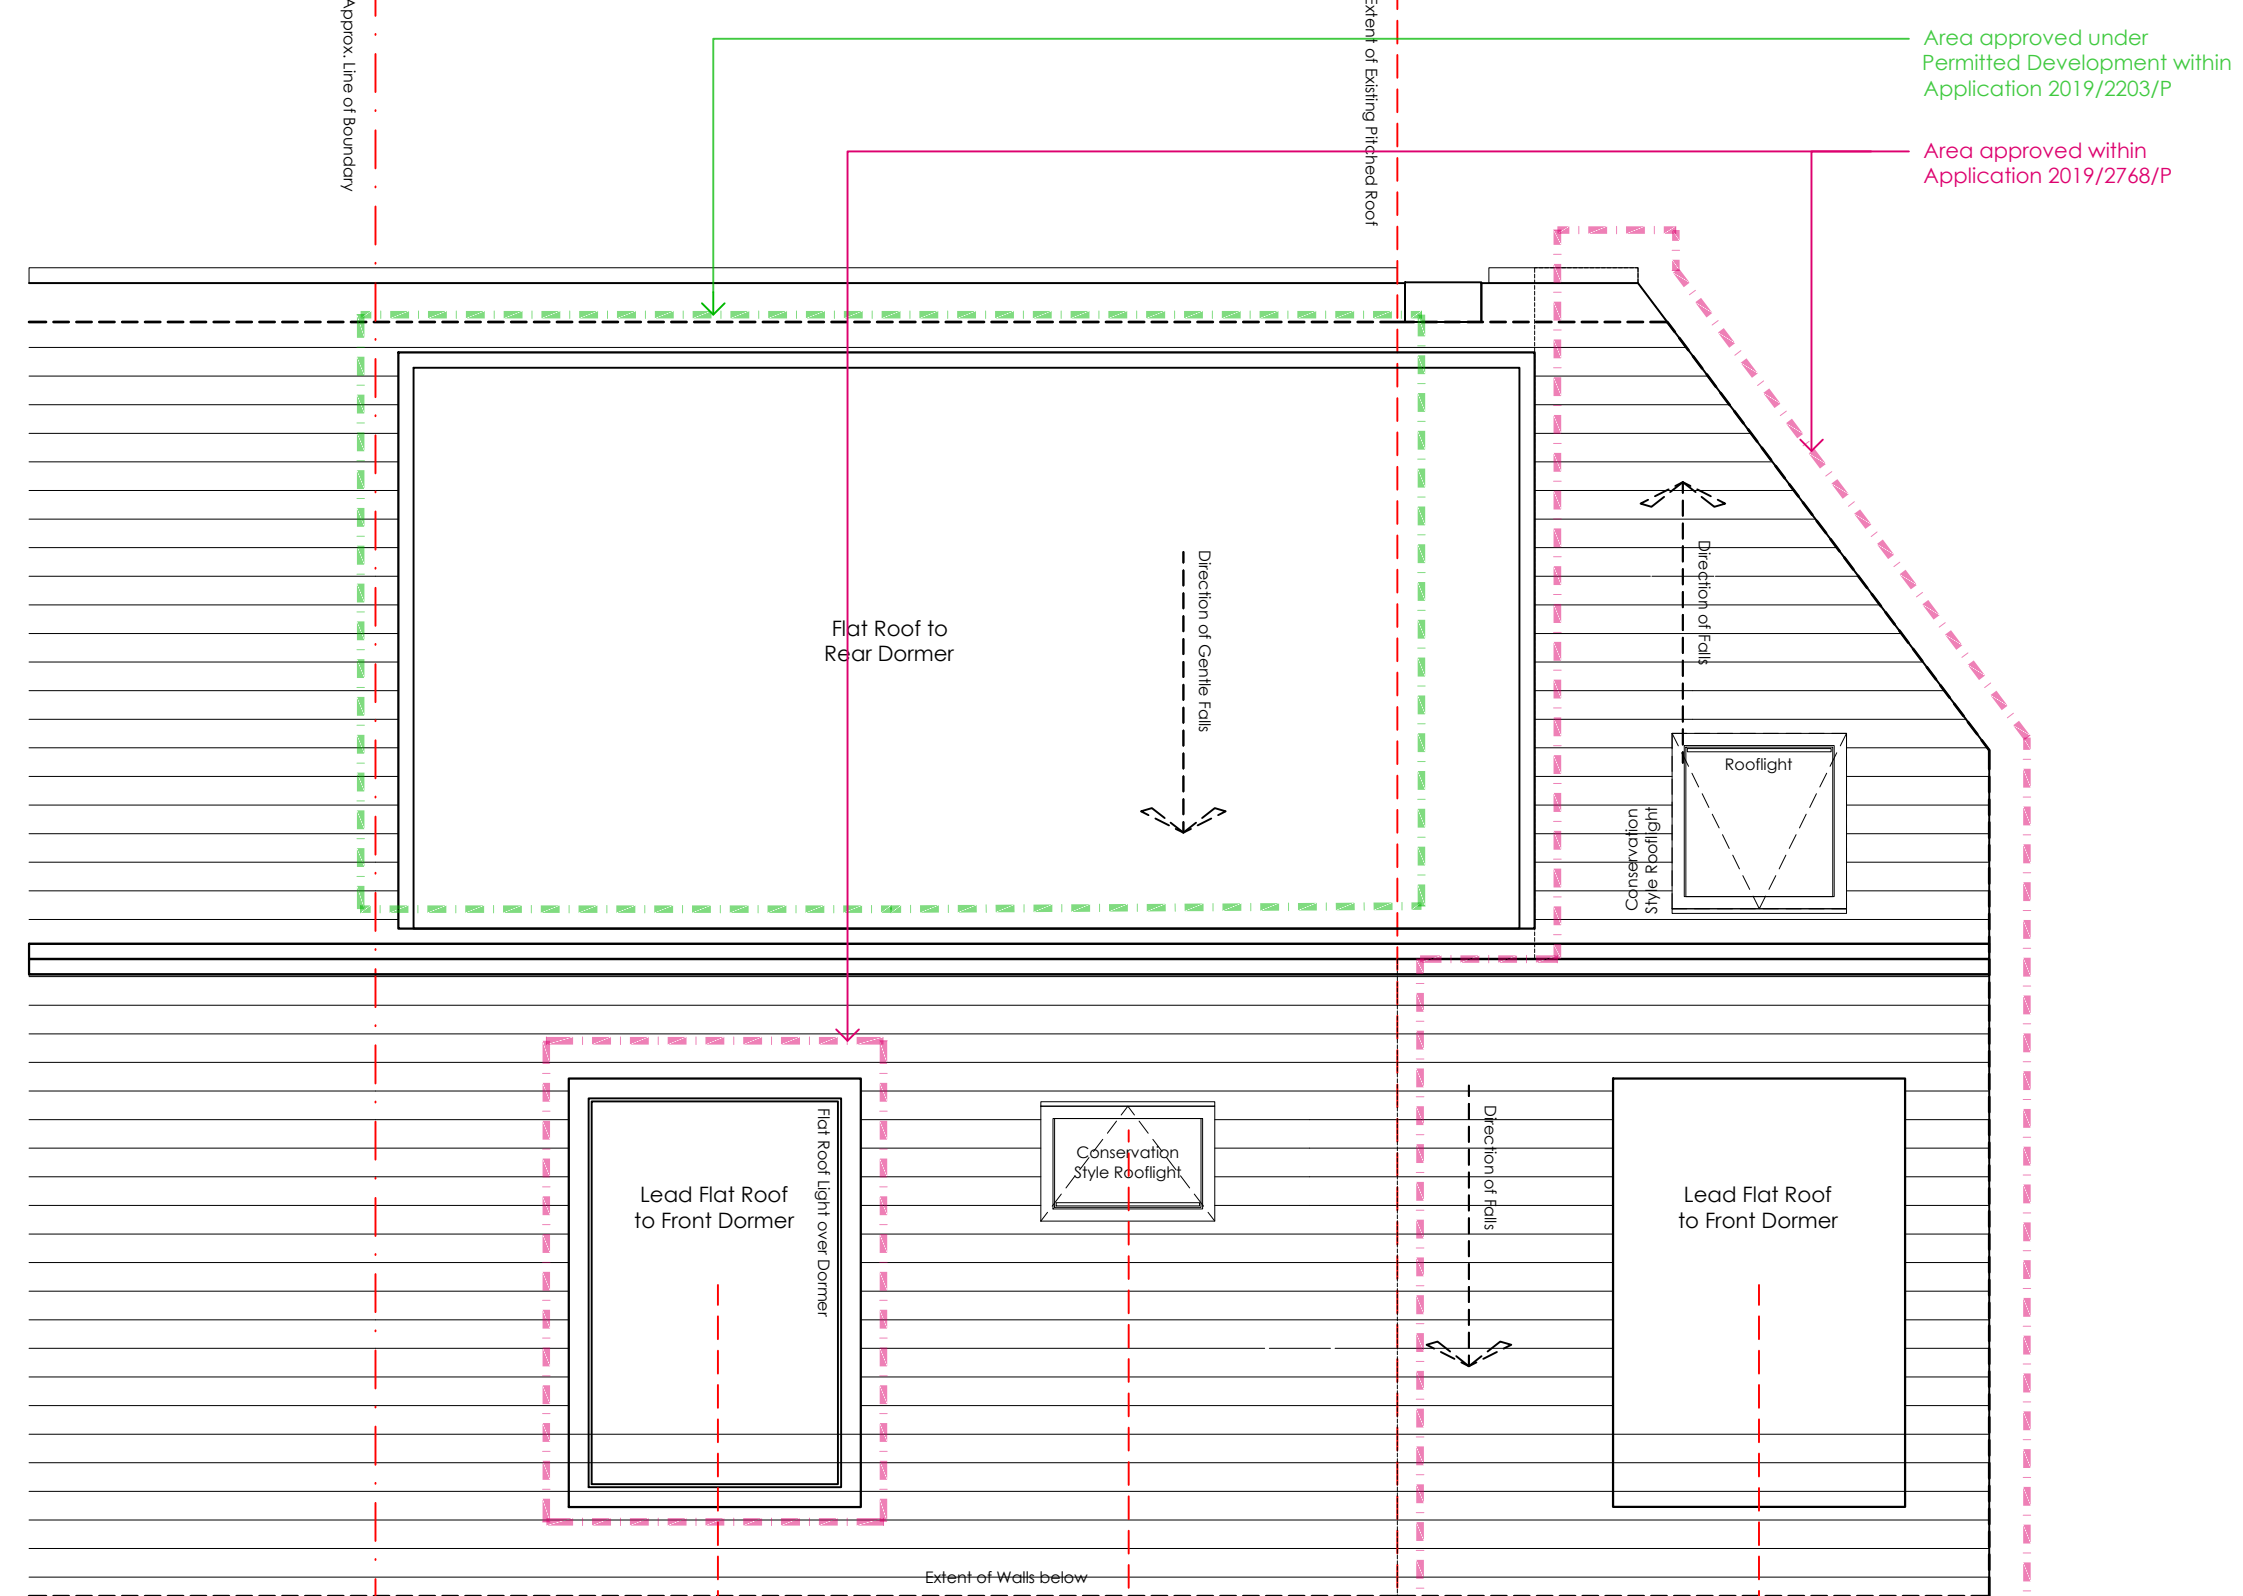 Approx. Line of Boundary
Extent of Existing Pitched Roof
Area approved under
Permitted Development within
Application 2019/2203/P
Area approved within
Application 2019/2768/P
Flat Roof to
Rear Dormer
Direction of Gentle Falls
Direction of Falls
Rooflight
Conservation
Style Rooflight
Lead Flat Roof
to Front Dormer
Flat Roof Light over Dormer
Conservation
Style Rooflight
Direction of Falls
Lead Flat Roof
to Front Dormer
Extent of Walls below